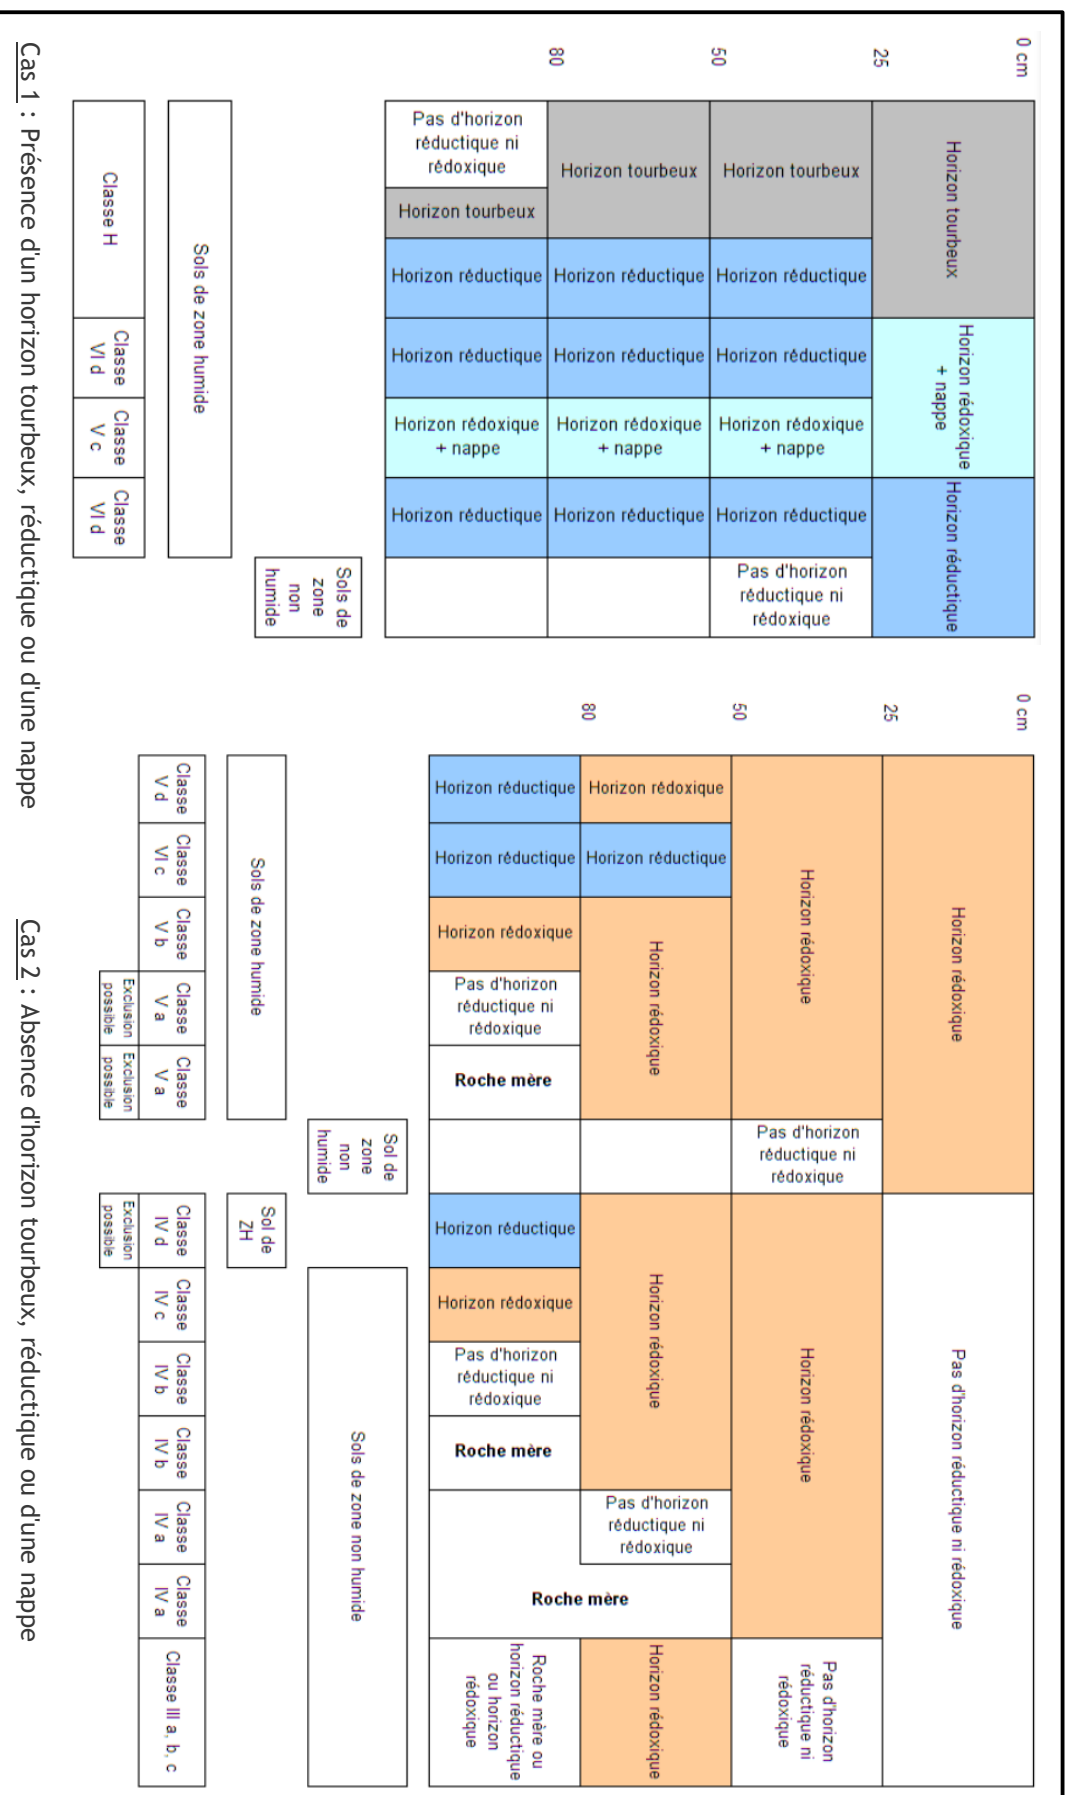 0 cm
25
50
80
Horizon tourbeux
Horizon rédoxique
+ nappe
Horizon réductique
Horizon tourbeux
Horizon réductique
Horizon réductique
Horizon rédoxique
+ nappe
Horizon réductique
Pas d'horizon
réductique ni
rédoxique
Horizon tourbeux
Horizon réductique
Horizon réductique
Horizon rédoxique
+ nappe
Horizon réductique
Pas d'horizon
réductique ni
rédoxique
Horizon tourbeux
Horizon réductique
Horizon réductique
Horizon rédoxique
+ nappe
Horizon réductique
Sols de
zone
non
humide
Sols de zone humide
Classe H
Classe
VI d
Classe
V c
Classe
VI d
Cas 1 : Présence d'un horizon tourbeux, réductique ou d'une nappe
0 cm
25
50
80
Horizon rédoxique
Pas d'horizon réductique ni rédoxique
Horizon rédoxique
Pas d'horizon
réductique ni
rédoxique
Horizon rédoxique
Pas d'horizon
réductique ni
rédoxique
Horizon rédoxique
Horizon réductique
Horizon rédoxique
Horizon rédoxique
Pas d'horizon
réductique ni
rédoxique
Horizon rédoxique
Horizon réductique
Horizon réductique
Horizon rédoxique
Pas d'horizon
réductique ni
rédoxique
Roche mère
Horizon réductique
Horizon rédoxique
Pas d'horizon
réductique ni
rédoxique
Roche mère
Roche mère
Roche mère ou
horizon réductique
ou horizon
rédoxique
Sol de
zone
non
humide
Sols de zone non humide
Sols de zone humide
Sol de
ZH
Classe
V d
Classe
VI c
Classe
V b
Classe
V a
Classe
V a
Classe
IV d
Classe
IV c
Classe
IV b
Classe
IV b
Classe
IV a
Classe
IV a
Classe III a, b, c
Exclusion
possible
Exclusion
possible
Exclusion
possible
Cas 2 : Absence d'horizon tourbeux, réductique ou d'une nappe